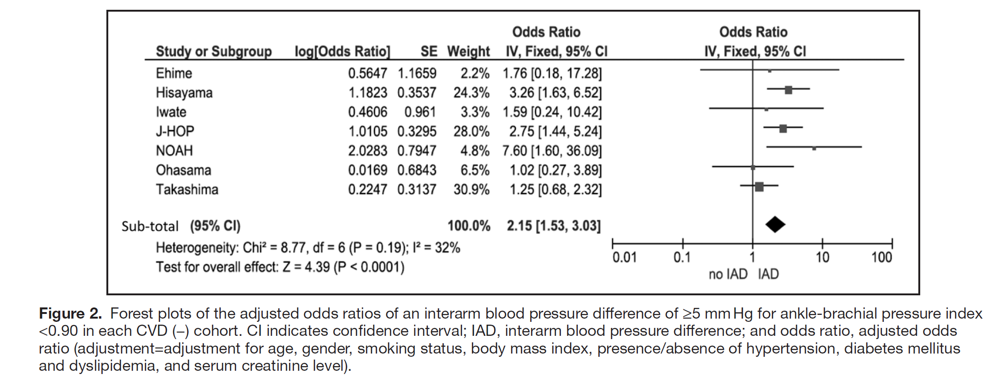 Odds Ratio Odds Ratio
Study or Subgroup log[Odds Ratio] SE Weight IV, Fixed, 95% CI IV, Fixed, 95% CI
Ehime 0.5647 1.1659 2.2% 1.76 [0.18, 17.28]
Hisayama 1.1823 0.3537 24.3% 3.26 [1.63, 6.52]
Iwate 0.4606 0.961 3.3% 1.59 [0.24, 10.42]
J-HOP 1.0105 0.3295 28.0% 2.75 [1.44, 5.24]
NOAH 2.0283 0.7947 4.8% 7.60 [1.60, 36.09]
Ohasama 0.0169 0.6843 6.5% 1.02 [0.27, 3.89]
Takashima 0.2247 0.3137 30.9% 1.25 [0.68, 2.32]
Sub-total (95% CI) 100.0% 2.15 [1.53, 3.03]
Heterogeneity: Chi² = 8.77, df = 6 (P = 0.19); I² = 32%
Test for overall effect: Z = 4.39 (P < 0.0001)
0.01 0.1 1 10 100
no IAD IAD
Figure 2. Forest plots of the adjusted odds ratios of an interarm blood pressure difference of ≥5 mm Hg for ankle-brachial pressure index
<0.90 in each CVD (–) cohort. CI indicates confidence interval; IAD, interarm blood pressure difference; and odds ratio, adjusted odds
ratio (adjustment=adjustment for age, gender, smoking status, body mass index, presence/absence of hypertension, diabetes mellitus
and dyslipidemia, and serum creatinine level).